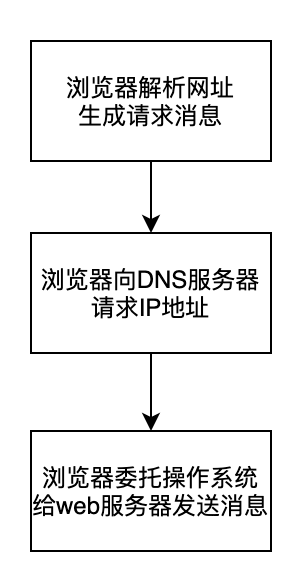 浏览器解析网址
生成请求消息
浏览器向DNS服务器
请求IP地址
浏览器委托操作系统
给web服务器发送消息